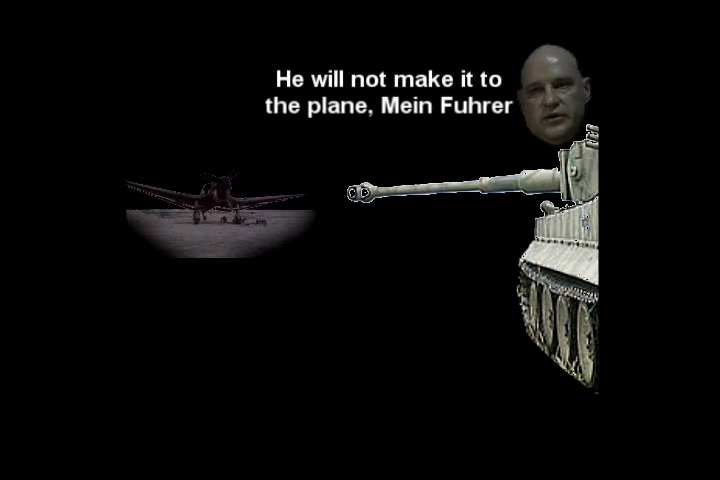 He will not make it to
the plane, Mein Fuhrer